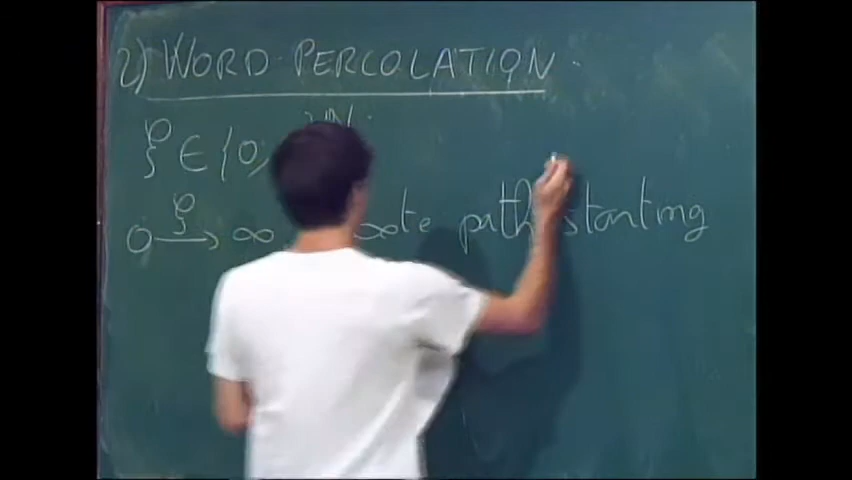 2) WORD PERCOLATION.
ξ ∈ {0,
0 —ξ→ ∞ ∞te path starting